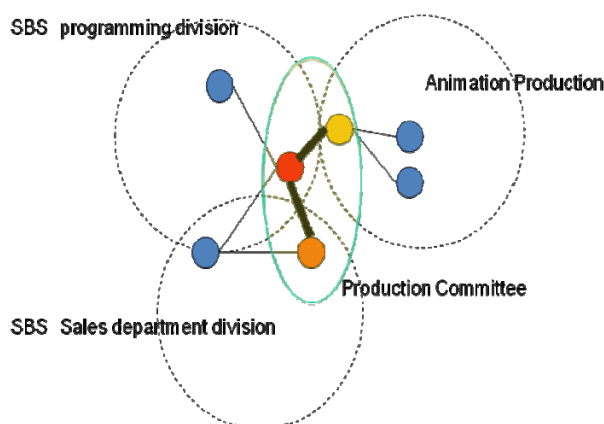 SBS programming division
Animation Production
Production Committee
SBS Sales department division